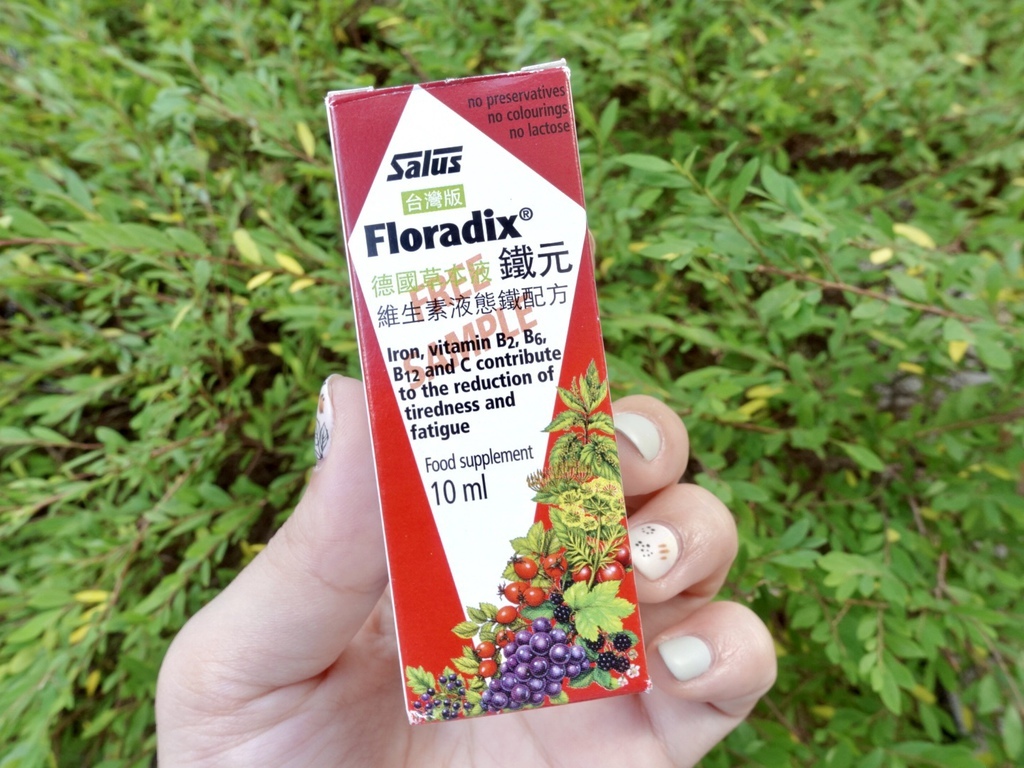 no preservatives
no colourings
no lactose
Salus
台灣版
Floradix®
德國草本液 鐵元
維生素液態鐵配方
FREE
SAMPLE
Iron, vitamin B2, B6,
B12 and C contribute
to the reduction of
tiredness and
fatigue
Food supplement
10 ml